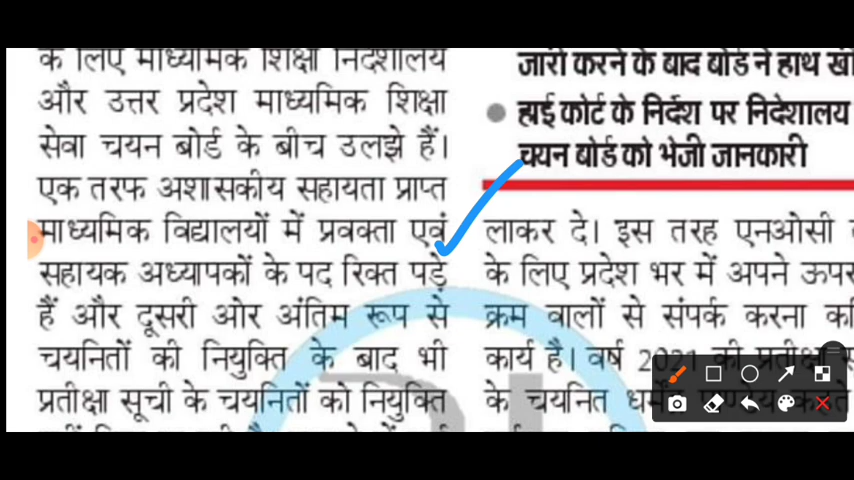 के लिए माध्यमिक शिक्षा निदेशालय
और उत्तर प्रदेश माध्यमिक शिक्षा
सेवा चयन बोर्ड के बीच उलझे हैं।
एक तरफ अशासकीय सहायता प्राप्त
माध्यमिक विद्यालयों में प्रवक्ता एवं
सहायक अध्यापकों के पद रिक्त पड़े
हैं और दूसरी ओर अंतिम रूप से
चयनितों की नियुक्ति के बाद भी
प्रतीक्षा सूची के चयनितों को नियुक्ति
जारी करने के बाद बोर्ड ने हाथ
हाई कोर्ट के निर्देश पर निदेशालय
चयन बोर्ड को भेजी जानकारी
लाकर दे। इस तरह एनओसी
के लिए प्रदेश भर में अपने
क्रम वालों से संपर्क करना
कार्य है। वर्ष 2021 की प्रतीक्षा
के चयनित